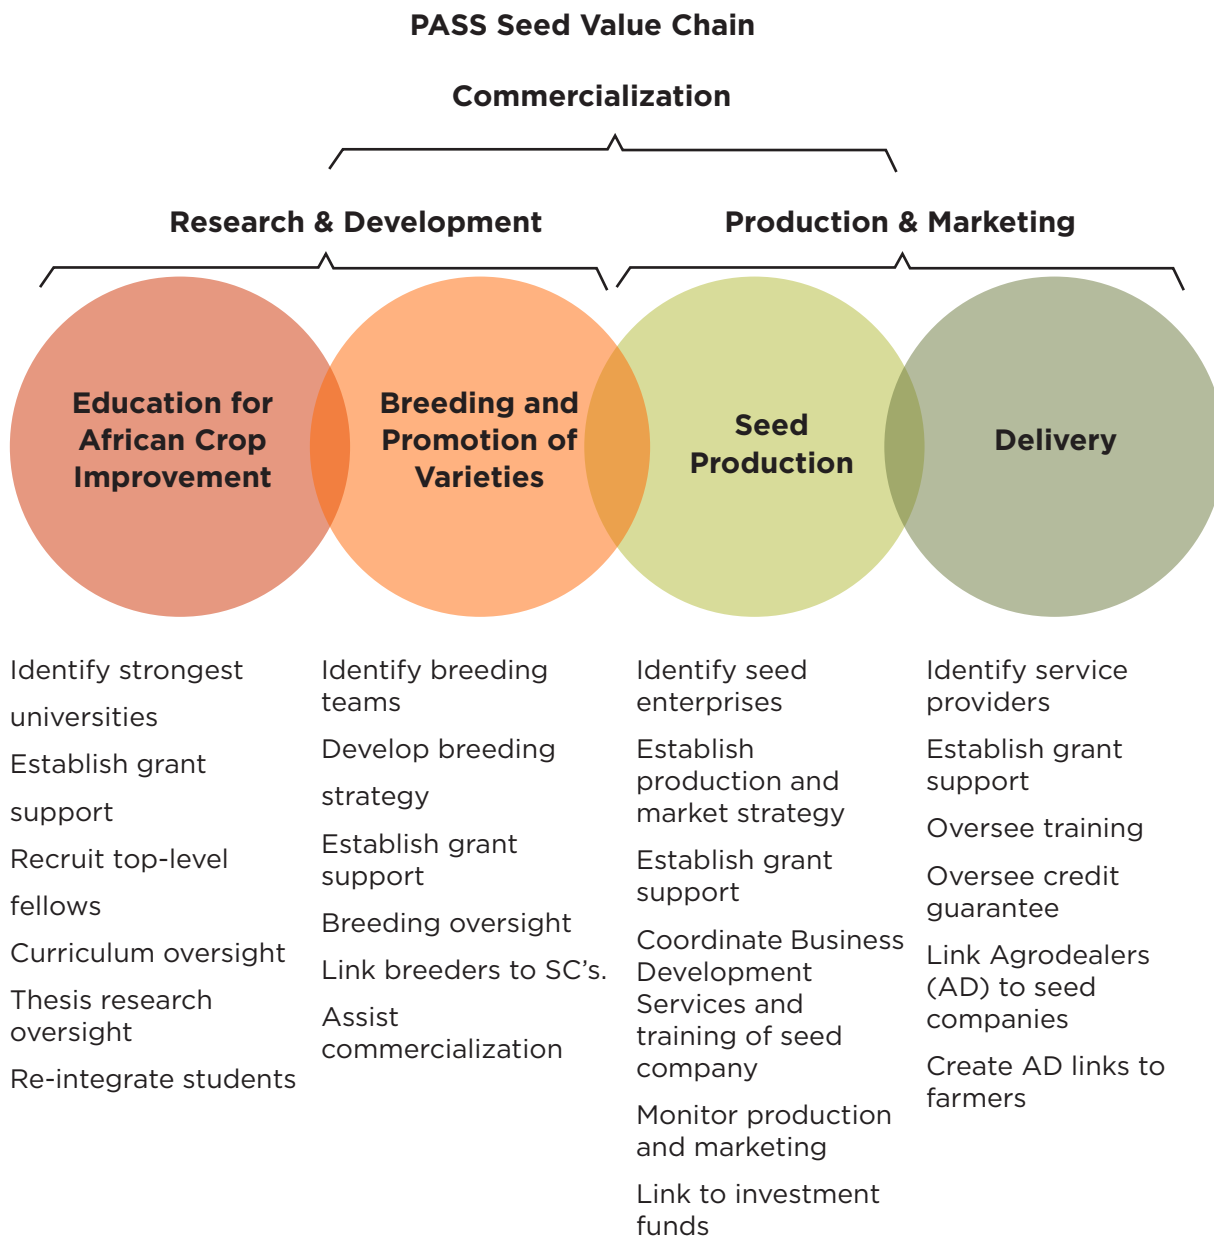 PASS Seed Value Chain
Commercialization
Research & Development
Production & Marketing
Education for
African Crop
Improvement
Breeding and
Promotion of
Varieties
Seed
Production
Delivery
Identify strongest
universities
Establish grant
support
Recruit top-level
fellows
Curriculum oversight
Thesis research
oversight
Re-integrate students
Identify breeding
teams
Develop breeding
strategy
Establish grant
support
Breeding oversight
Link breeders to SC’s.
Assist
commercialization
Identify seed
enterprises
Establish
production and
market strategy
Establish grant
support
Coordinate Business
Development
Services and
training of seed
company
Monitor production
and marketing
Link to investment
funds
Identify service
providers
Establish grant
support
Oversee training
Oversee credit
guarantee
Link Agrodealers
(AD) to seed
companies
Create AD links to
farmers